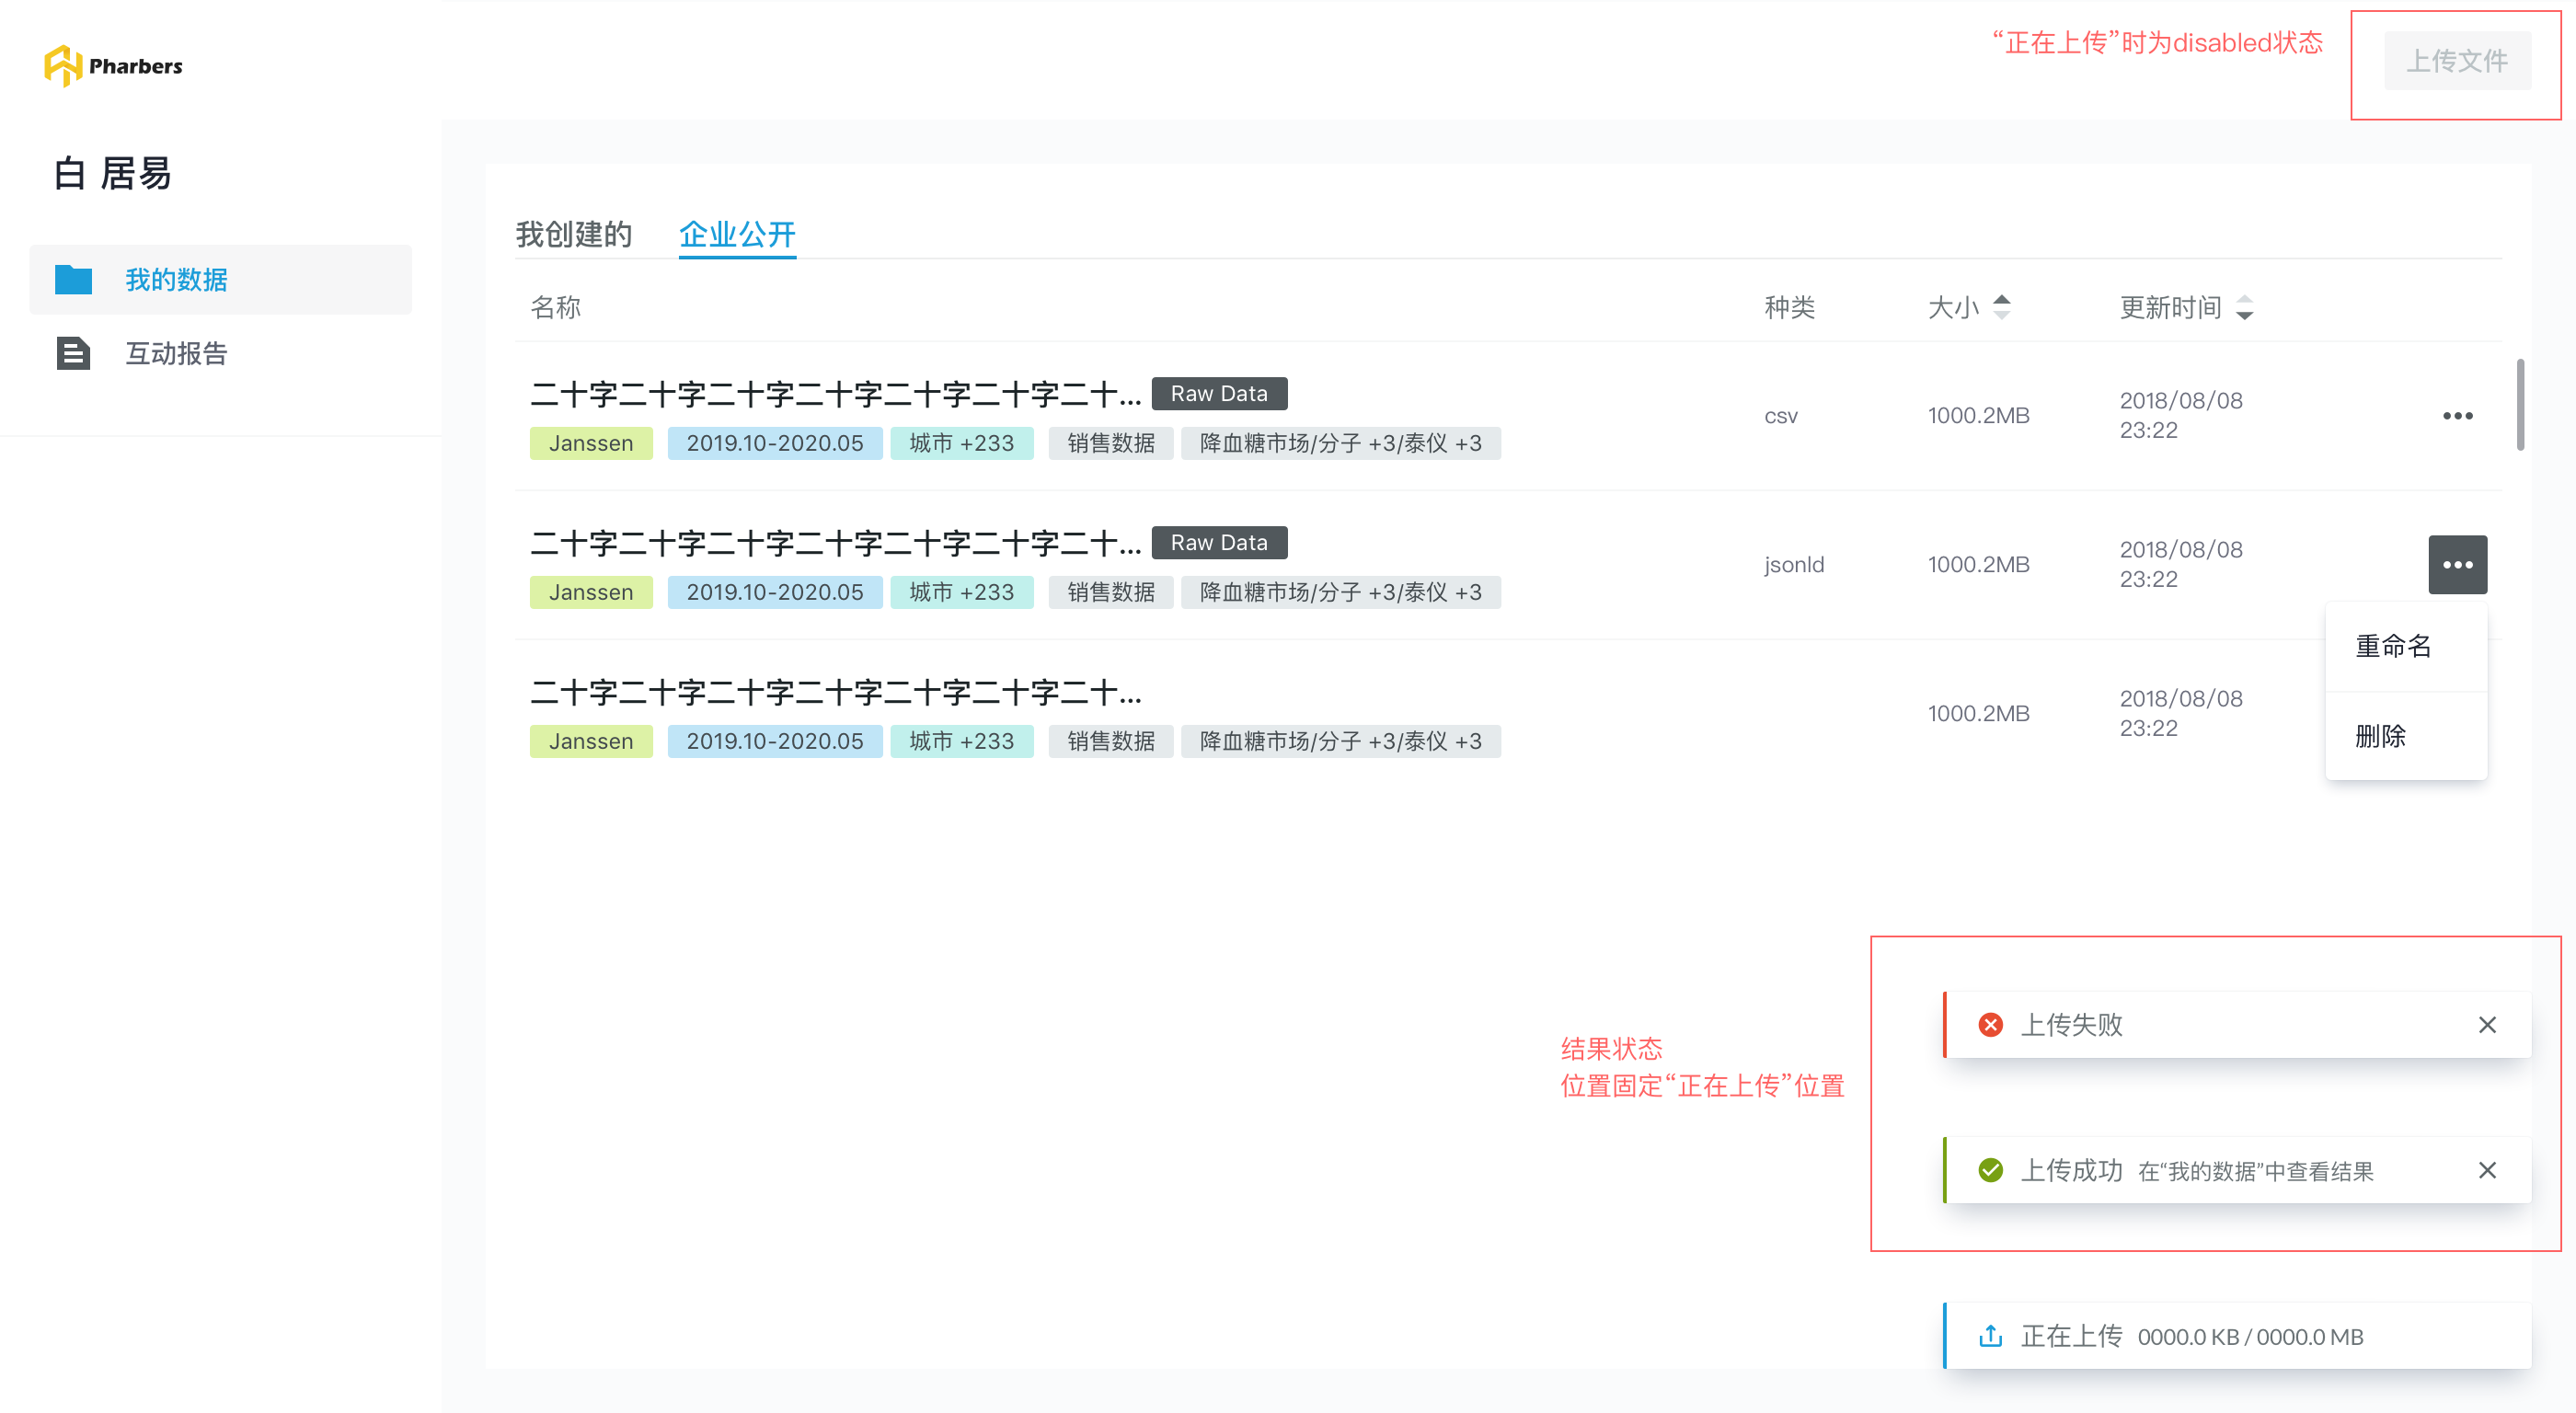 Pharbers
“正在上传”时为disabled状态
上传文件
白 居易
我的数据
互动报告
我创建的 企业公开
名称 种类 大小 更新时间
二十字二十字二十字二十字二十字二十字二十... Raw Data
Janssen 2019.10-2020.05 城市 +233 销售数据 降血糖市场/分子 +3/泰仪 +3
csv 1000.2MB 2018/08/08
23:22
二十字二十字二十字二十字二十字二十字二十... Raw Data
Janssen 2019.10-2020.05 城市 +233 销售数据 降血糖市场/分子 +3/泰仪 +3
jsonld 1000.2MB 2018/08/08
23:22
重命名
删除
二十字二十字二十字二十字二十字二十字二十...
Janssen 2019.10-2020.05 城市 +233 销售数据 降血糖市场/分子 +3/泰仪 +3
1000.2MB 2018/08/08
23:22
结果状态
位置固定“正在上传”位置
上传失败
上传成功 在“我的数据”中查看结果
正在上传 0000.0 KB / 0000.0 MB